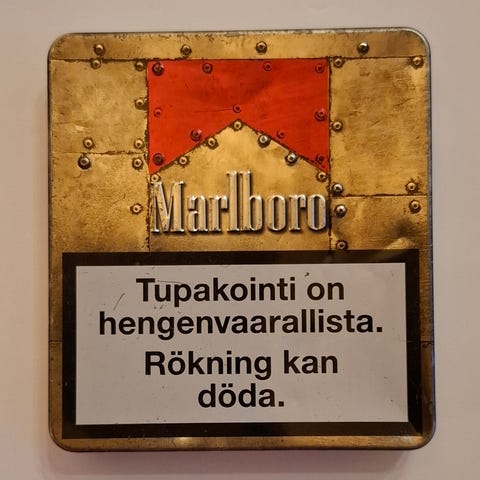 Marlboro
Tupakointi on
hengenvaarallista.
Rökning kan
döda.